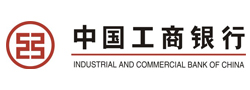 中国工商银行
INDUSTRIAL AND COMMERCIAL BANK OF CHINA